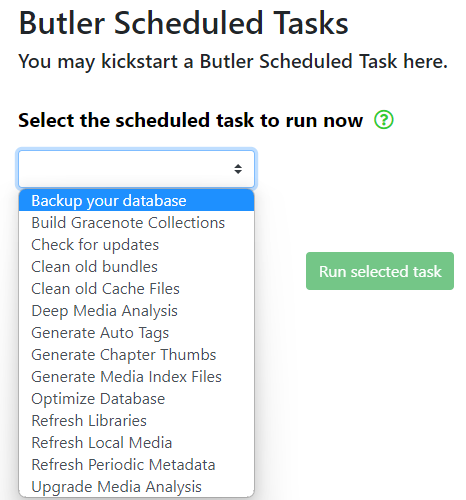 Butler Scheduled Tasks
You may kickstart a Butler Scheduled Task here.
Select the scheduled task to run now ?
Backup your database
Build Gracenote Collections
Check for updates
Clean old bundles
Clean old Cache Files
Deep Media Analysis
Generate Auto Tags
Generate Chapter Thumbs
Generate Media Index Files
Optimize Database
Refresh Libraries
Refresh Local Media
Refresh Periodic Metadata
Upgrade Media Analysis
Run selected task